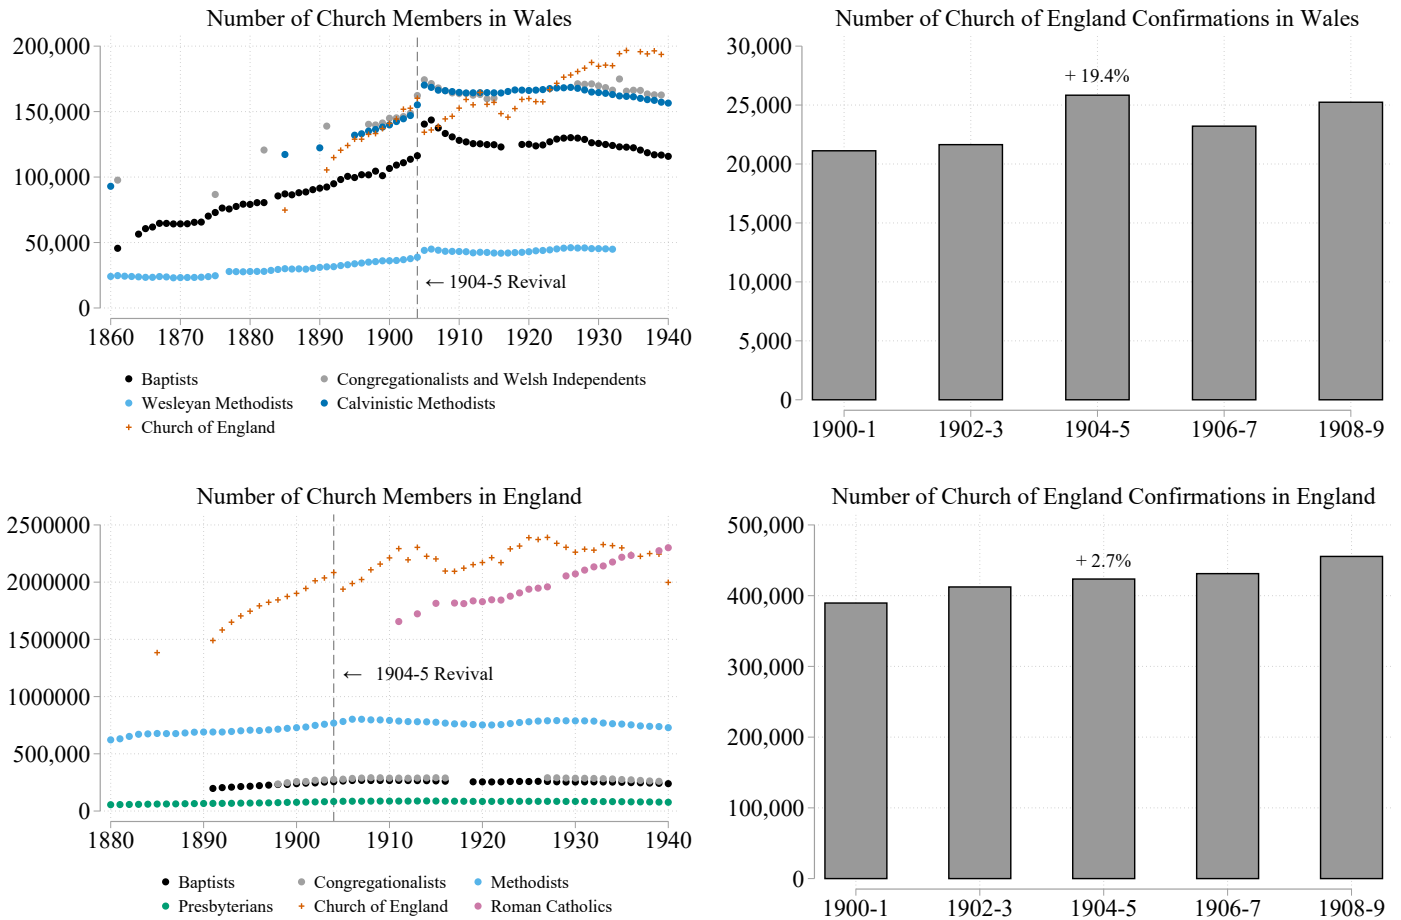 Number of Church Members in Wales
200,000
150,000
100,000
50,000
0
← 1904-5 Revival
1860 1870 1880 1890 1900 1910 1920 1930 1940
Baptists Congregationalists and Welsh Independents
Wesleyan Methodists Calvinistic Methodists
Church of England
Number of Church of England Confirmations in Wales
30,000
25,000
20,000
15,000
10,000
5,000
0
+ 19.4%
1900-1 1902-3 1904-5 1906-7 1908-9
Number of Church Members in England
2500000
2000000
1500000
1000000
500000
0
← 1904-5 Revival
1880 1890 1900 1910 1920 1930 1940
Baptists Congregationalists Methodists
Presbyterians Church of England Roman Catholics
Number of Church of England Confirmations in England
500,000
400,000
300,000
200,000
100,000
0
+ 2.7%
1900-1 1902-3 1904-5 1906-7 1908-9